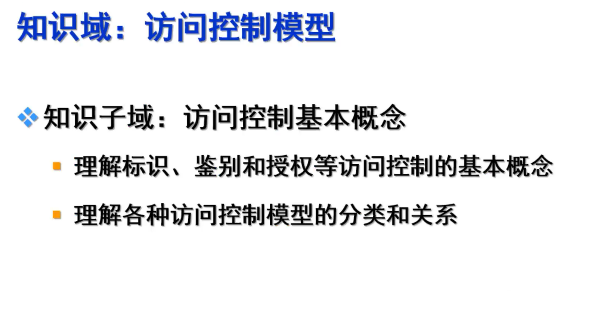 知识域：访问控制模型
知识子域：访问控制基本概念
理解标识、鉴别和授权等访问控制的基本概念
理解各种访问控制模型的分类和关系